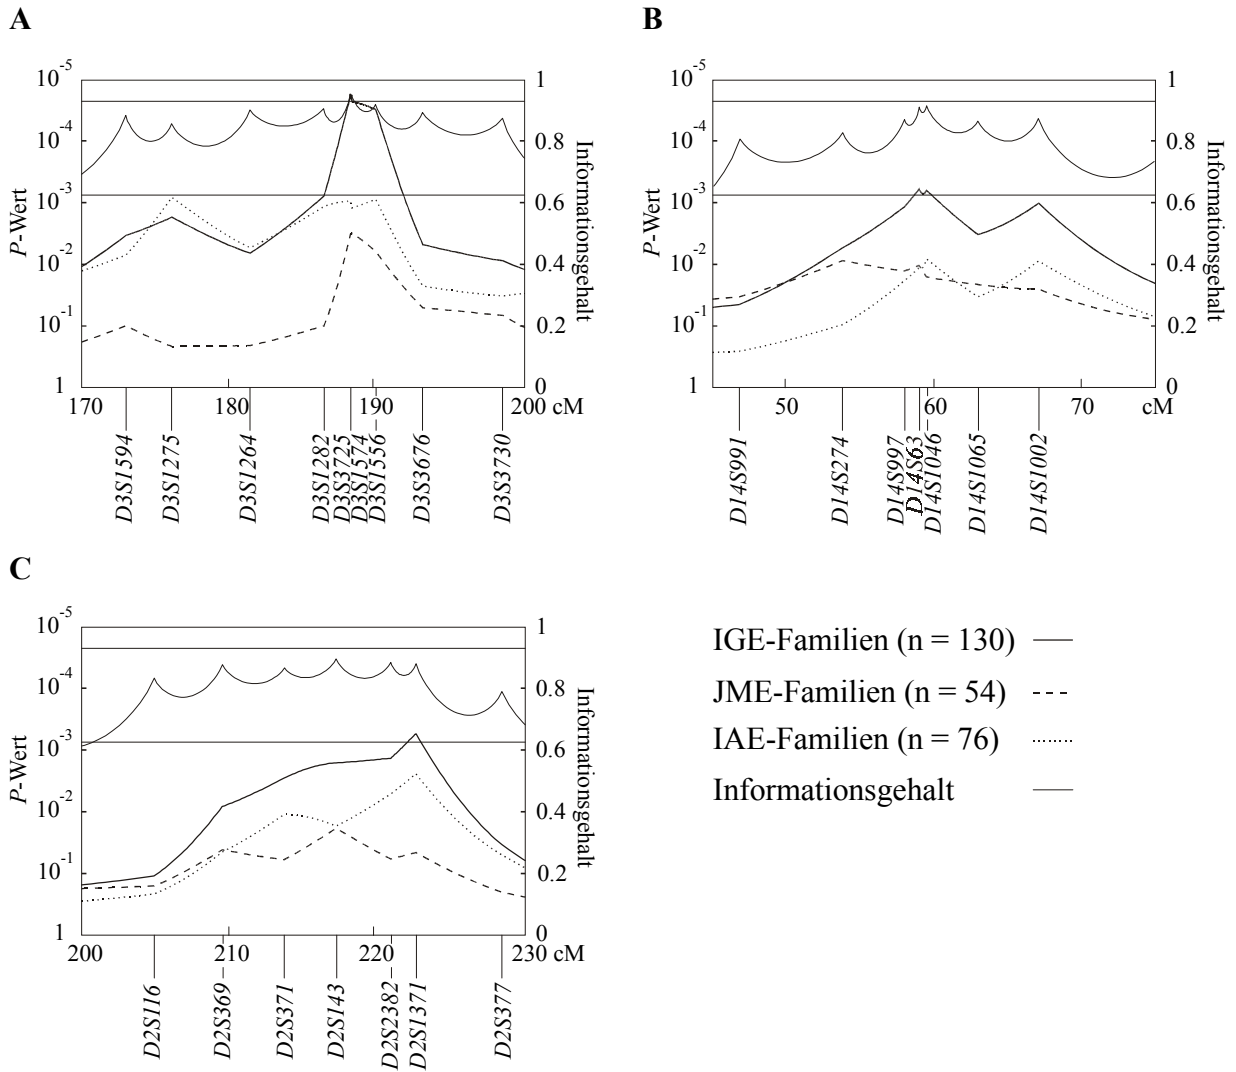 A
P-Wert
10-5
10-4
10-3
10-2
10-1
1
1
0.8
0.6
0.4
0.2
0
Informationsgehalt
170 180 190 200 cM
D3S1594
D3S1275
D3S1264
D3S1282
D3S3725
D3S1574
D3S1556
D3S3676
D3S3730
B
P-Wert
10-5
10-4
10-3
10-2
10-1
1
1
0.8
0.6
0.4
0.2
0
Informationsgehalt
50 60 70 cM
D14S991
D14S274
D14S997
D14S63
D14S1046
D14S1065
D14S1002
C
P-Wert
10-5
10-4
10-3
10-2
10-1
1
1
0.8
0.6
0.4
0.2
0
Informationsgehalt
200 210 220 230 cM
D2S116
D2S369
D2S371
D2S143
D2S2382
D2S1371
D2S377
IGE-Familien (n = 130)
JME-Familien (n = 54)
IAE-Familien (n = 76)
Informationsgehalt